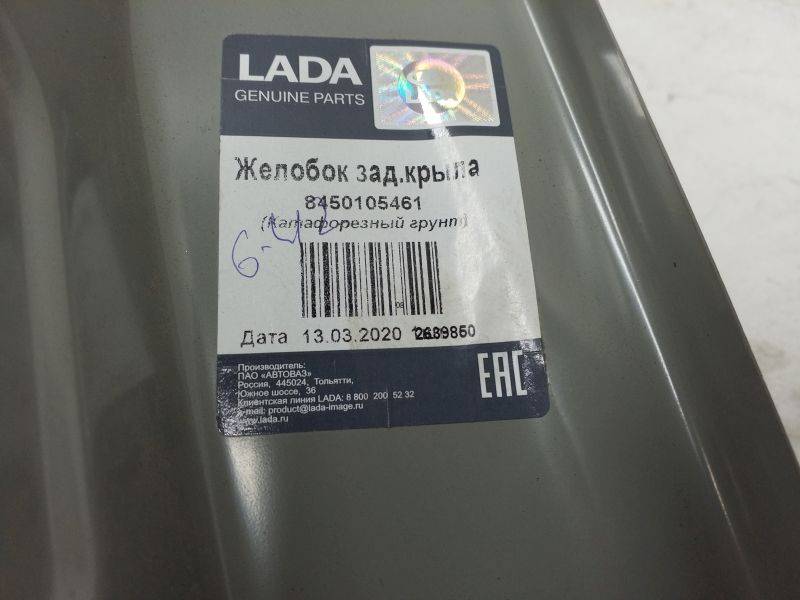 LADA
GENUINE PARTS
Желобок зад.крыла
8450105461
(Катафорезный грунт)
6-42
08
Дата 13.03.2020
Производитель:
ПАО «АВТОВАЗ»
Россия, 445024, Тольятти,
Южное шоссе, 36
Клиентская линия LADA: 8 800 200 52 32
e-mail: product@lada-image.ru
www.lada.ru
EAC